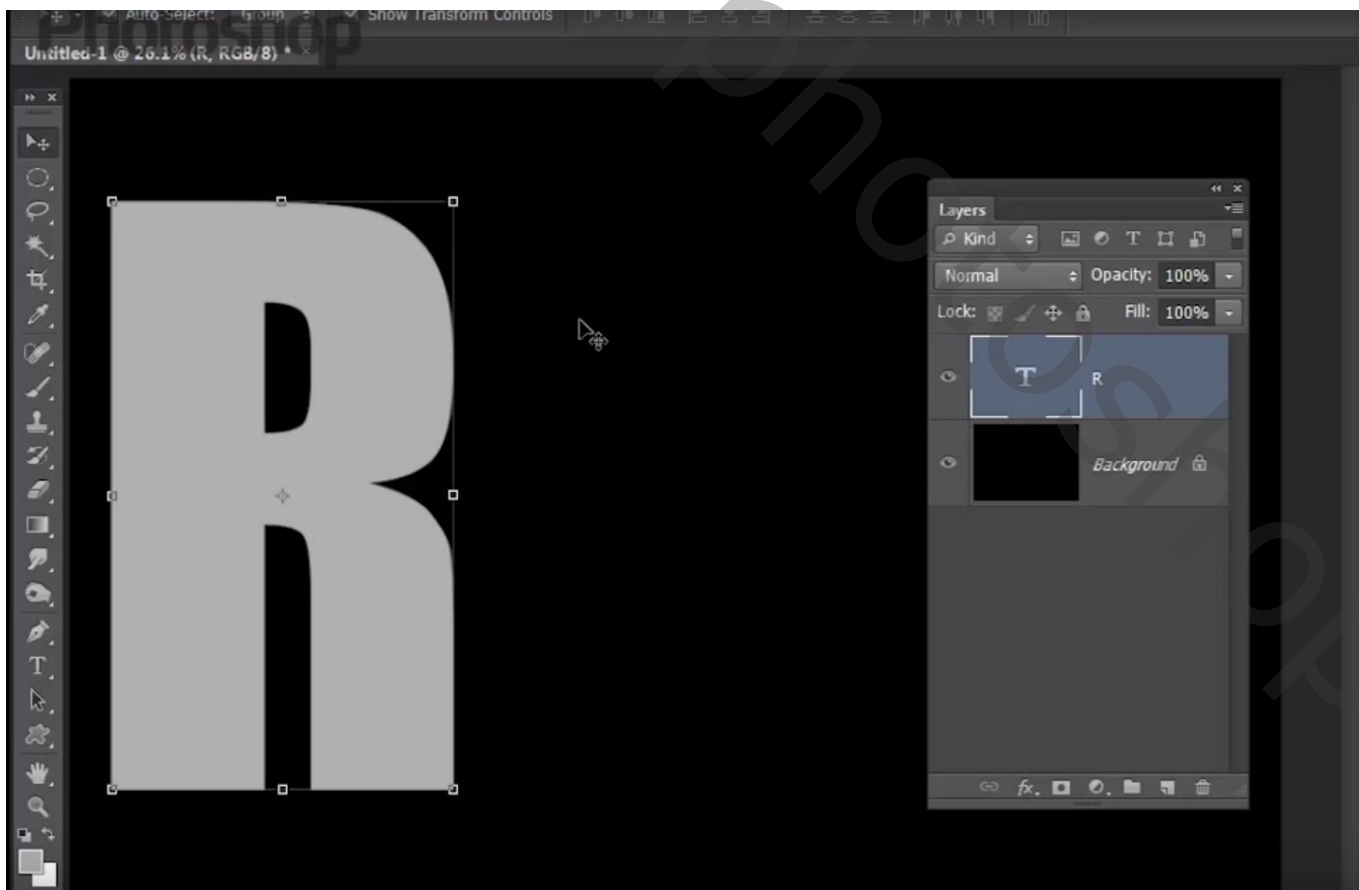 Auto-Select: Group Show Transform Controls
Photoshop
Untitled-1 @ 26.1% (R, RGB/8) * ×
R
Layers
Kind
Normal Opacity: 100%
Lock: Fill: 100%
T R
Background
fx.
T
photoshop